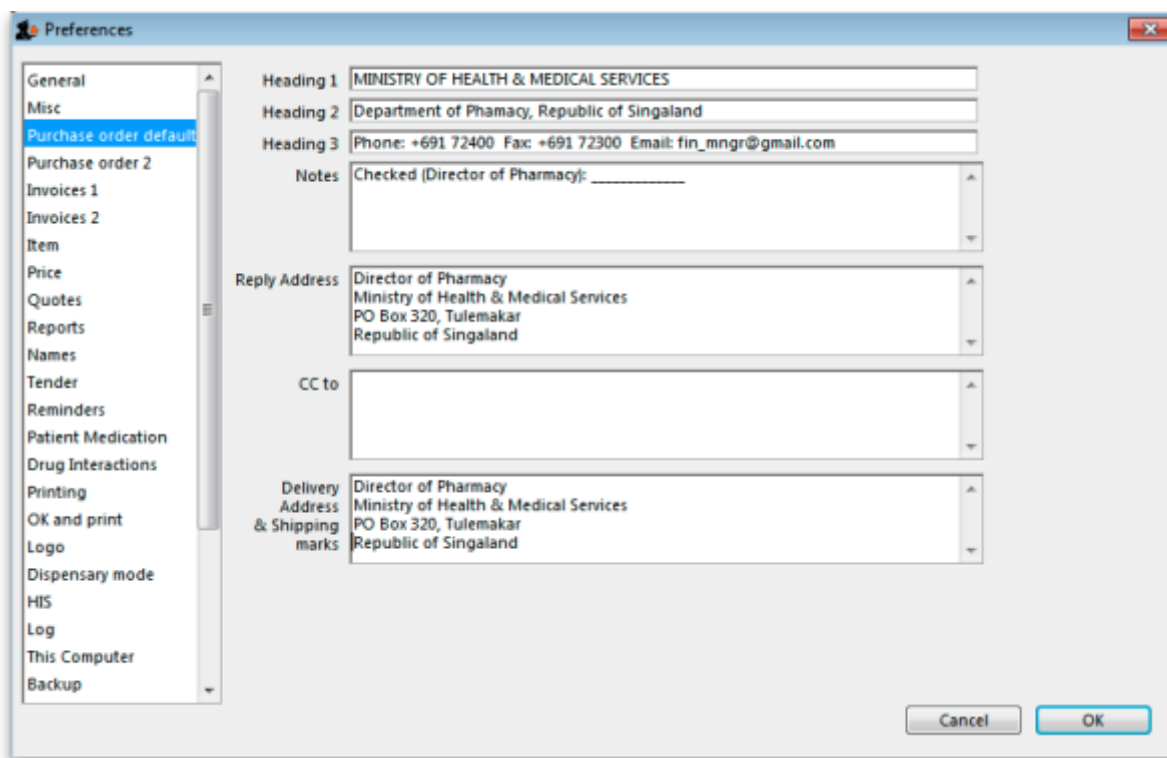 Preferences
General
Misc
Purchase order default
Purchase order 2
Invoices 1
Invoices 2
Item
Price
Quotes
Reports
Names
Tender
Reminders
Patient Medication
Drug Interactions
Printing
OK and print
Logo
Dispensary mode
HIS
Log
This Computer
Backup
Heading 1 MINISTRY OF HEALTH & MEDICAL SERVICES
Heading 2 Department of Phamacy, Republic of Singaland
Heading 3 Phone: +691 72400 Fax: +691 72300 Email: fin_mngr@gmail.com
Notes Checked (Director of Pharmacy): _____________
Reply Address Director of Pharmacy
Ministry of Health & Medical Services
PO Box 320, Tulemakar
Republic of Singaland
CC to
Delivery Director of Pharmacy
Address Ministry of Health & Medical Services
& Shipping PO Box 320, Tulemakar
marks Republic of Singaland
Cancel OK